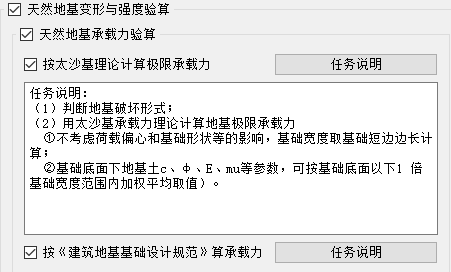 天然地基变形与强度验算
天然地基承载力验算
按太沙基理论计算极限承载力 任务说明
任务说明:
(1)判断地基破坏形式;
(2)用太沙基承载力理论计算地基极限承载力
①不考虑荷载偏心和基础形状等的影响，基础宽度取基础短边边长计
算;
②基础底面下地基土c、φ、E、mu等参数，可按基础底面以下1 倍
基础宽度范围内加权平均取值)。
按《建筑地基基础设计规范》算承载力 任务说明